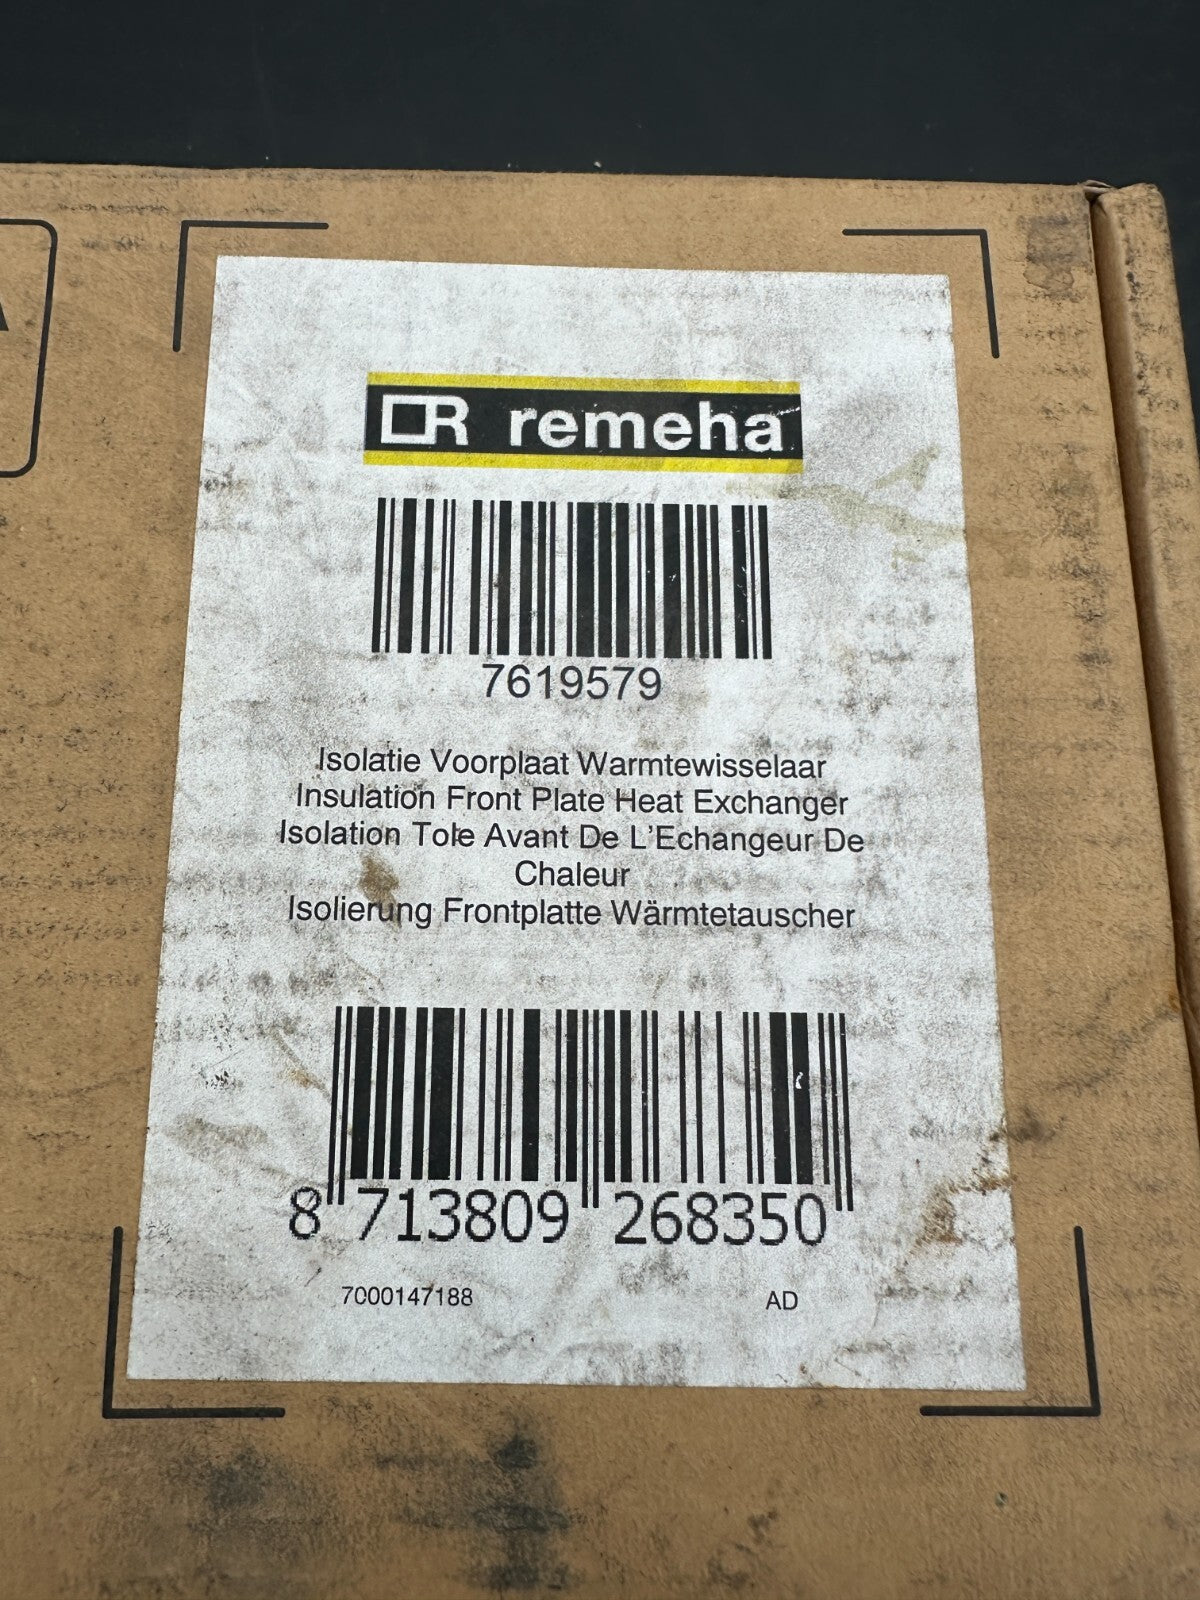 remeha
7619579
Isolatie Voorplaat Warmtewisselaar
Insulation Front Plate Heat Exchanger
Isolation Tole Avant De L'Echangeur De
Chaleur
Isolierung Frontplatte Wärmtetauscher
8 713809 268350
7000147188 AD